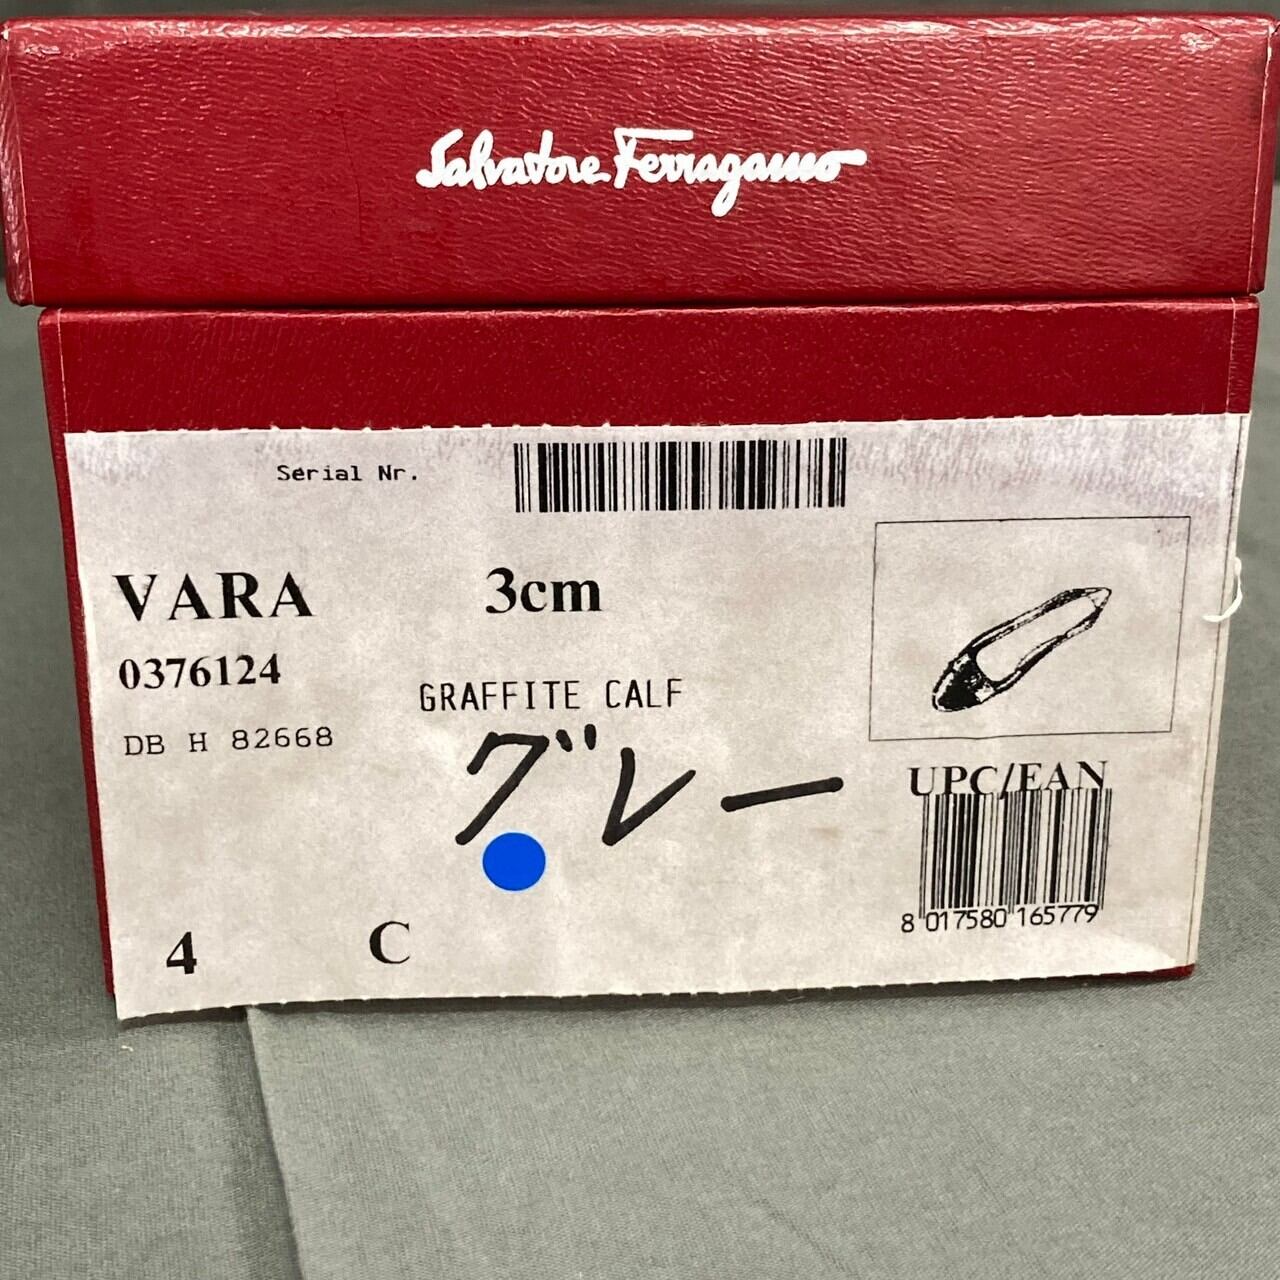 Salvatore Ferragamo
Serial Nr.
VARA 3cm
0376124
GRAFFITE CALF
DB H 82668
グレー
UPC/EAN
8 017580 165779
4 C